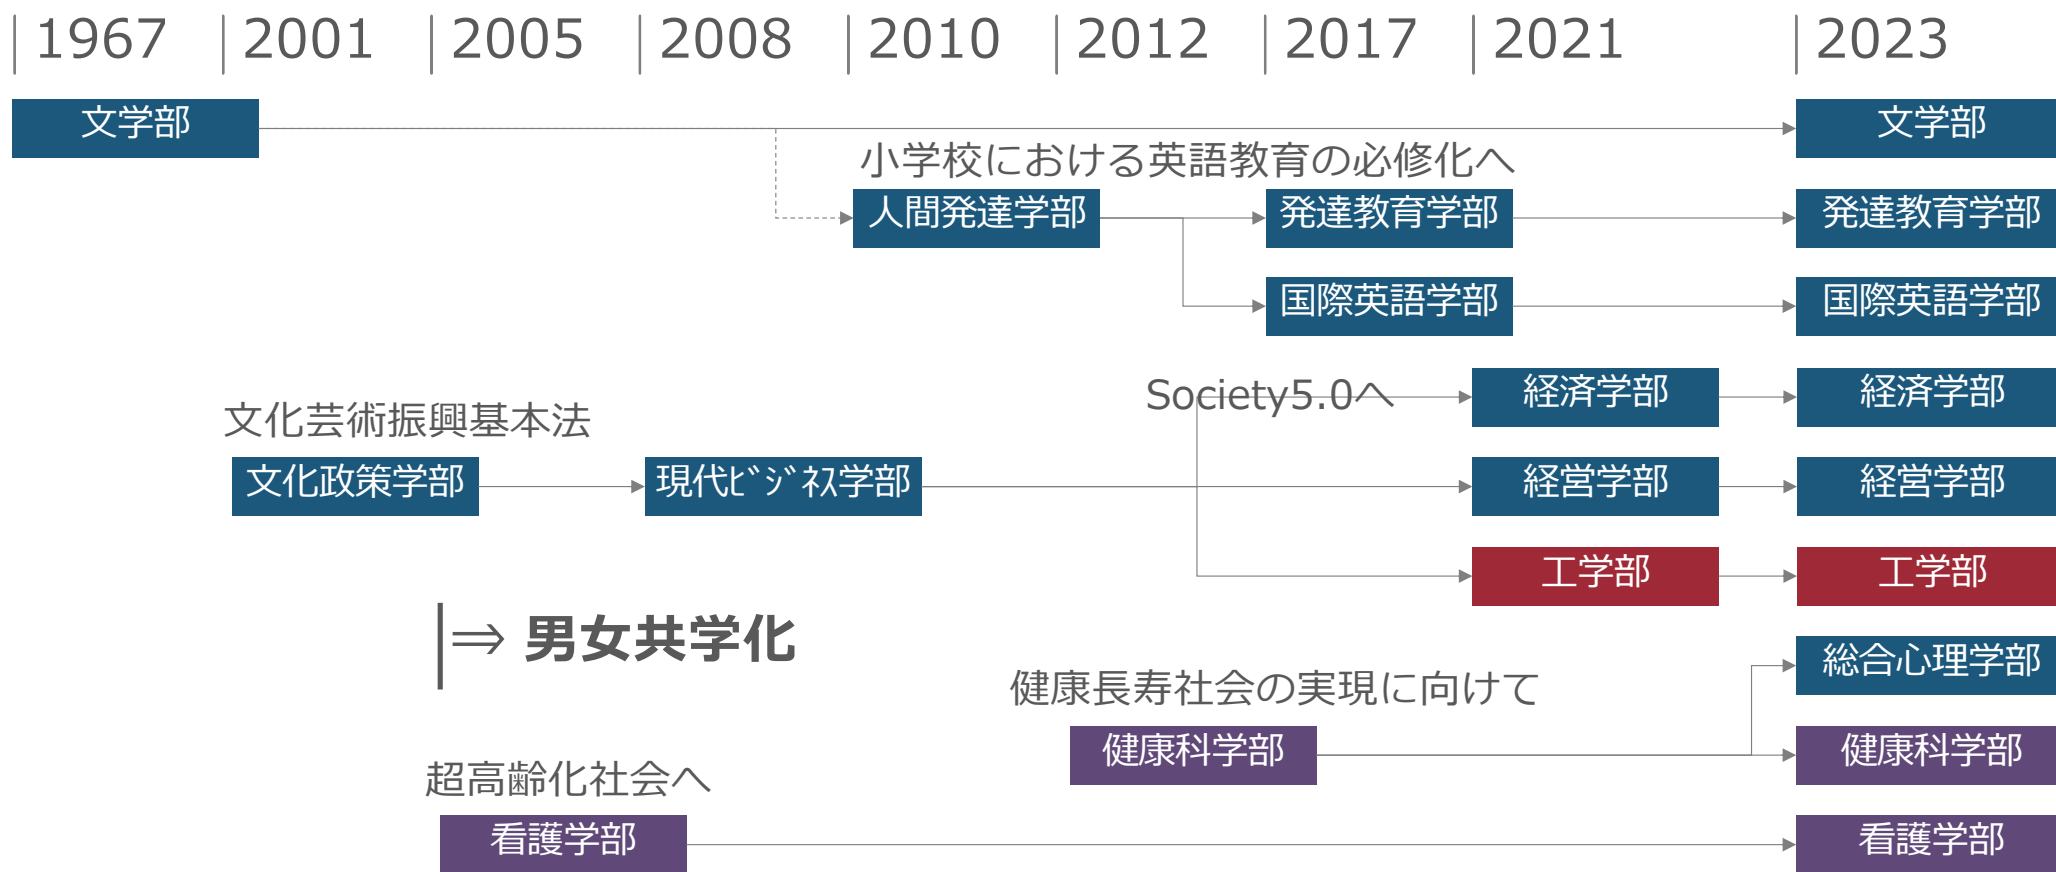 1967 2001 2005 2008 2010 2012 2017 2021 2023
文学部 文学部
小学校における英語教育の必修化へ
人間発達学部 発達教育学部 発達教育学部
国際英語学部 国際英語学部
Society5.0へ 経済学部 経済学部
文化芸術振興基本法
文化政策学部 現代ﾋﾞｼﾞﾈｽ学部 経営学部 経営学部
工学部 工学部
⇒ 男女共学化
総合心理学部
健康長寿社会の実現に向けて
健康科学部 健康科学部
超高齢化社会へ
看護学部 看護学部